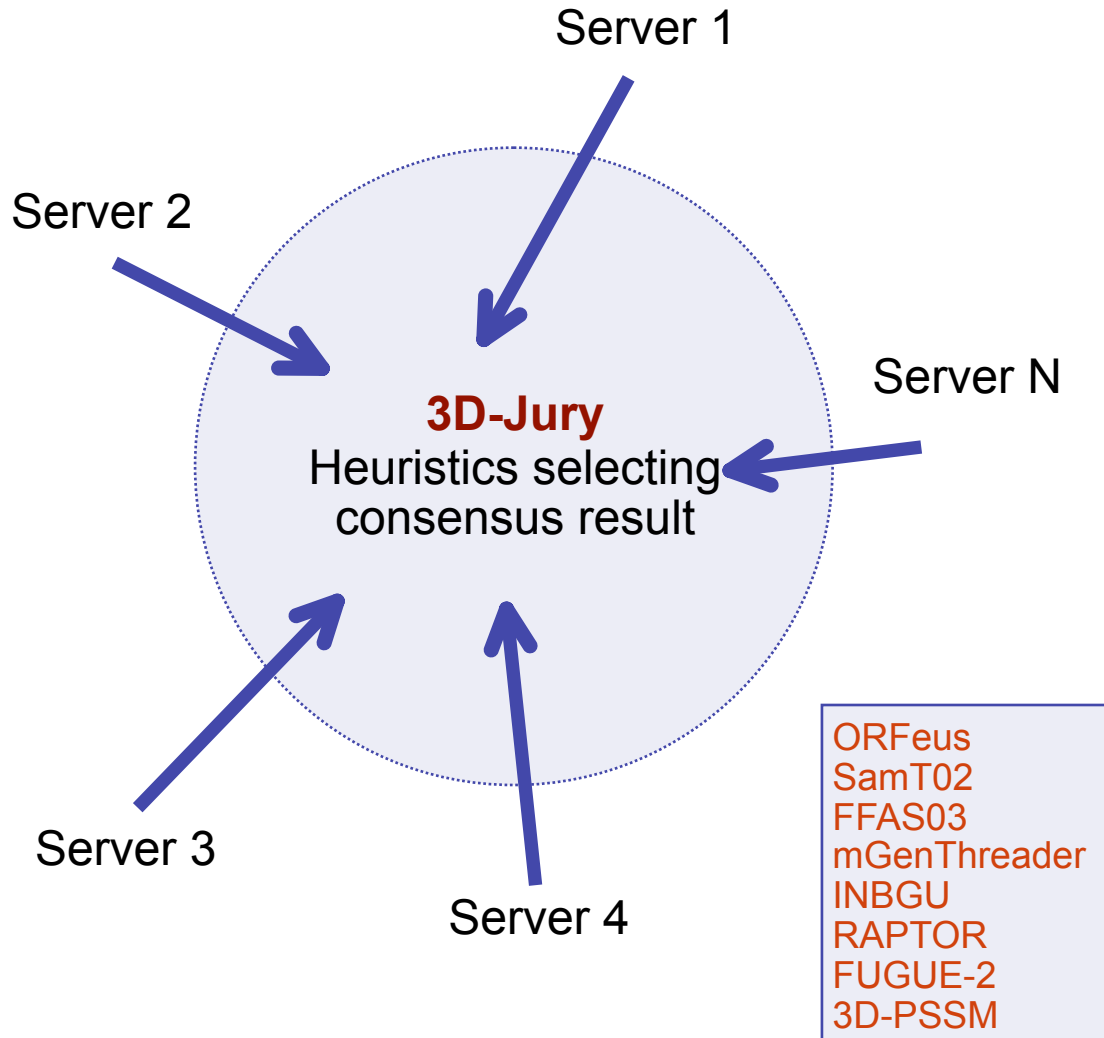 Server 1
Server 2
Server N
3D-Jury
Heuristics selecting
consensus result
Server 3
Server 4
ORFeus
SamT02
FFAS03
mGenThreader
INBGU
RAPTOR
FUGUE-2
3D-PSSM